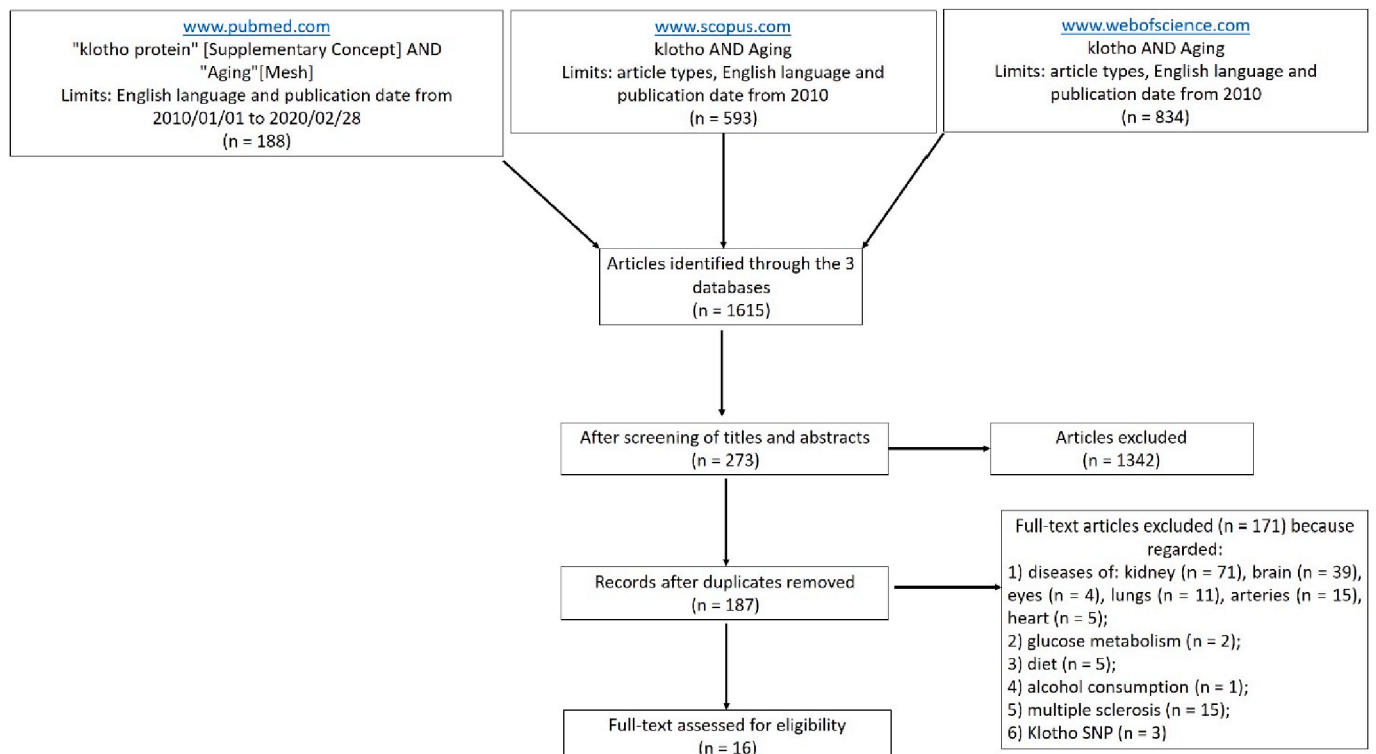 www.pubmed.com
"klotho protein" [Supplementary Concept] AND
"Aging"[Mesh]
Limits: English language and publication date from
2010/01/01 to 2020/02/28
(n = 188)
www.scopus.com
klotho AND Aging
Limits: article types, English language and
publication date from 2010
(n = 593)
www.webofscience.com
klotho AND Aging
Limits: article types, English language and
publication date from 2010
(n = 834)
Articles identified through the 3
databases
(n = 1615)
After screening of titles and abstracts
(n = 273)
Articles excluded
(n = 1342)
Records after duplicates removed
(n = 187)
Full-text articles excluded (n = 171) because
regarded:
1) diseases of: kidney (n = 71), brain (n = 39),
eyes (n = 4), lungs (n = 11), arteries (n = 15),
heart (n = 5);
2) glucose metabolism (n = 2);
3) diet (n = 5);
4) alcohol consumption (n = 1);
5) multiple sclerosis (n = 15);
6) Klotho SNP (n = 3)
Full-text assessed for eligibility
(n = 16)